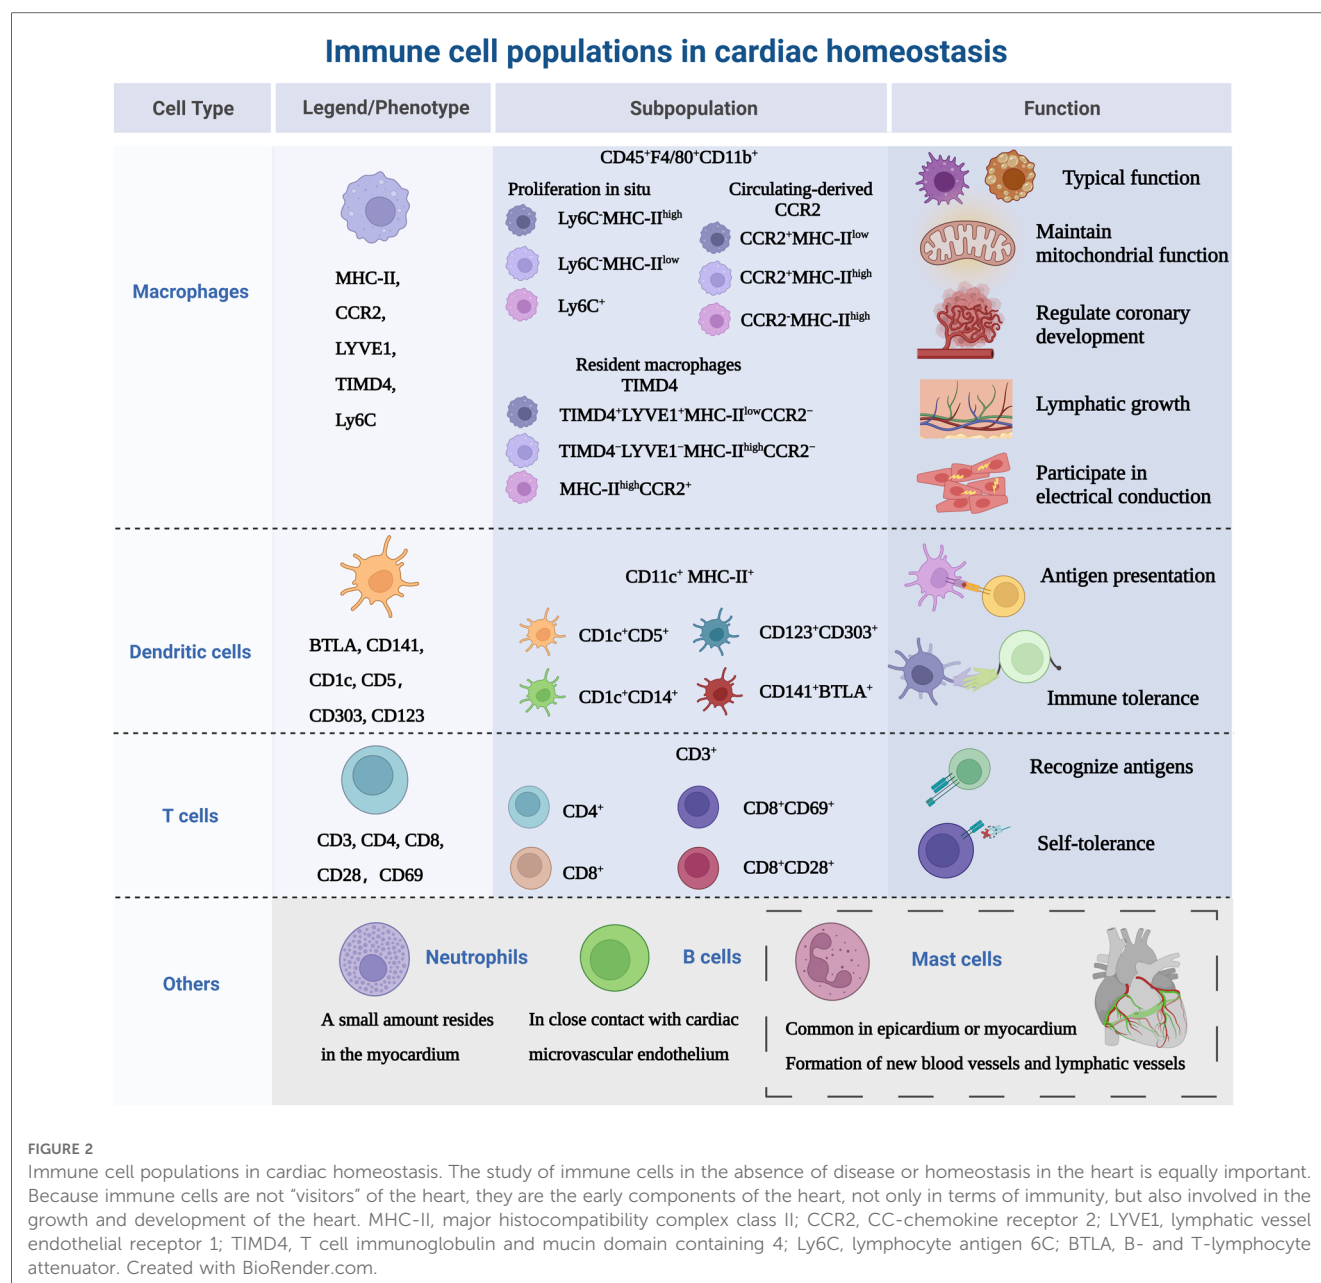 Immune cell populations in cardiac homeostasis
Cell Type
Legend/Phenotype
Subpopulation
Function
Macrophages
MHC-II,
CCR2,
LYVE1,
TIMD4,
Ly6C
CD45⁺F4/80⁺CD11b⁺
Proliferation in situ
Ly6C⁻MHC-IIʰⁱᵍʰ
Ly6C⁻MHC-IIˡᵒʷ
Ly6C⁺
Circulating-derived
CCR2
CCR2⁺MHC-IIˡᵒʷ
CCR2⁺MHC-IIʰⁱᵍʰ
CCR2⁻MHC-IIʰⁱᵍʰ
Resident macrophages
TIMD4
TIMD4⁺LYVE1⁺MHC-IIˡᵒʷCCR2⁻
TIMD4⁻LYVE1⁻MHC-IIʰⁱᵍʰCCR2⁻
MHC-IIʰⁱᵍʰCCR2⁺
Typical function
Maintain
mitochondrial function
Regulate coronary
development
Lymphatic growth
Participate in
electrical conduction
Dendritic cells
BTLA, CD141,
CD1c, CD5,
CD303, CD123
CD11c⁺ MHC-II⁺
CD1c⁺CD5⁺
CD123⁺CD303⁺
CD1c⁺CD14⁺
CD141⁺BTLA⁺
Antigen presentation
Immune tolerance
T cells
CD3, CD4, CD8,
CD28, CD69
CD3⁺
CD4⁺
CD8⁺CD69⁺
CD8⁺
CD8⁺CD28⁺
Recognize antigens
Self-tolerance
Others
Neutrophils
A small amount resides
in the myocardium
B cells
In close contact with cardiac
microvascular endothelium
Mast cells
Common in epicardium or myocardium
Formation of new blood vessels and lymphatic vessels
FIGURE 2
Immune cell populations in cardiac homeostasis. The study of immune cells in the absence of disease or homeostasis in the heart is equally important.
Because immune cells are not “visitors” of the heart, they are the early components of the heart, not only in terms of immunity, but also involved in the
growth and development of the heart. MHC-II, major histocompatibility complex class II; CCR2, CC-chemokine receptor 2; LYVE1, lymphatic vessel
endothelial receptor 1; TIMD4, T cell immunoglobulin and mucin domain containing 4; Ly6C, lymphocyte antigen 6C; BTLA, B- and T-lymphocyte
attenuator. Created with BioRender.com.